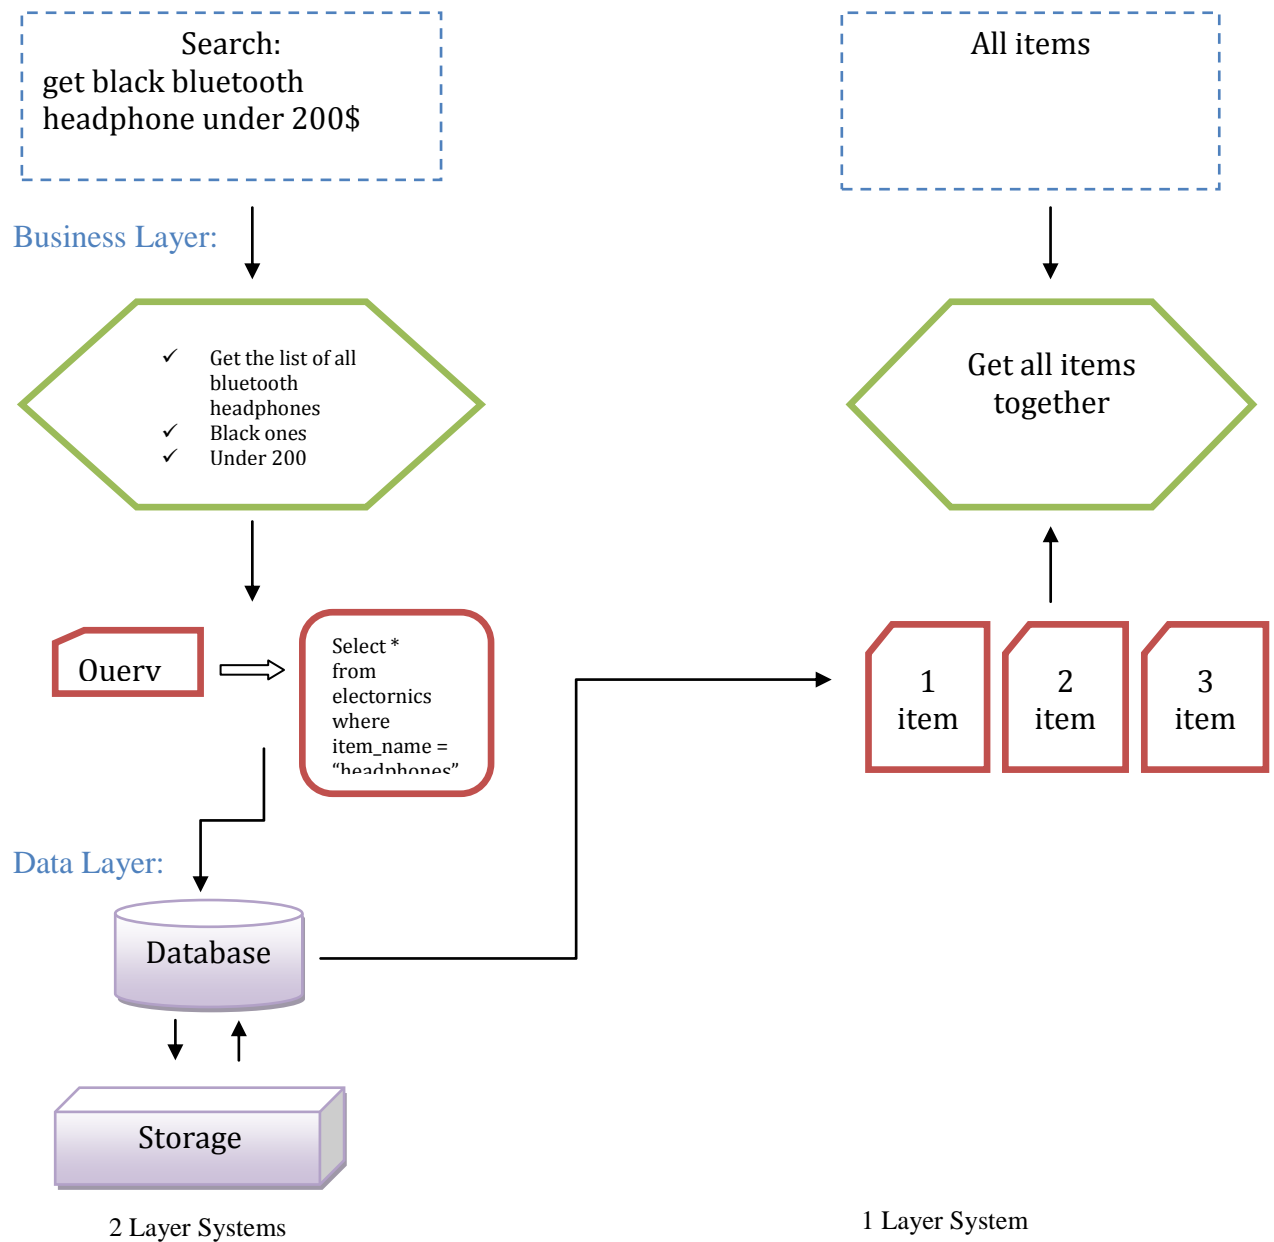 Search:
get black bluetooth
headphone under 200$
All items
Business Layer:
✓ Get the list of all
bluetooth
headphones
✓ Black ones
✓ Under 200
Get all items
together
Query
Select *
from
electornics
where
item_name =
“headphones”
1
item
2
item
3
item
Data Layer:
Database
Storage
2 Layer Systems
1 Layer System